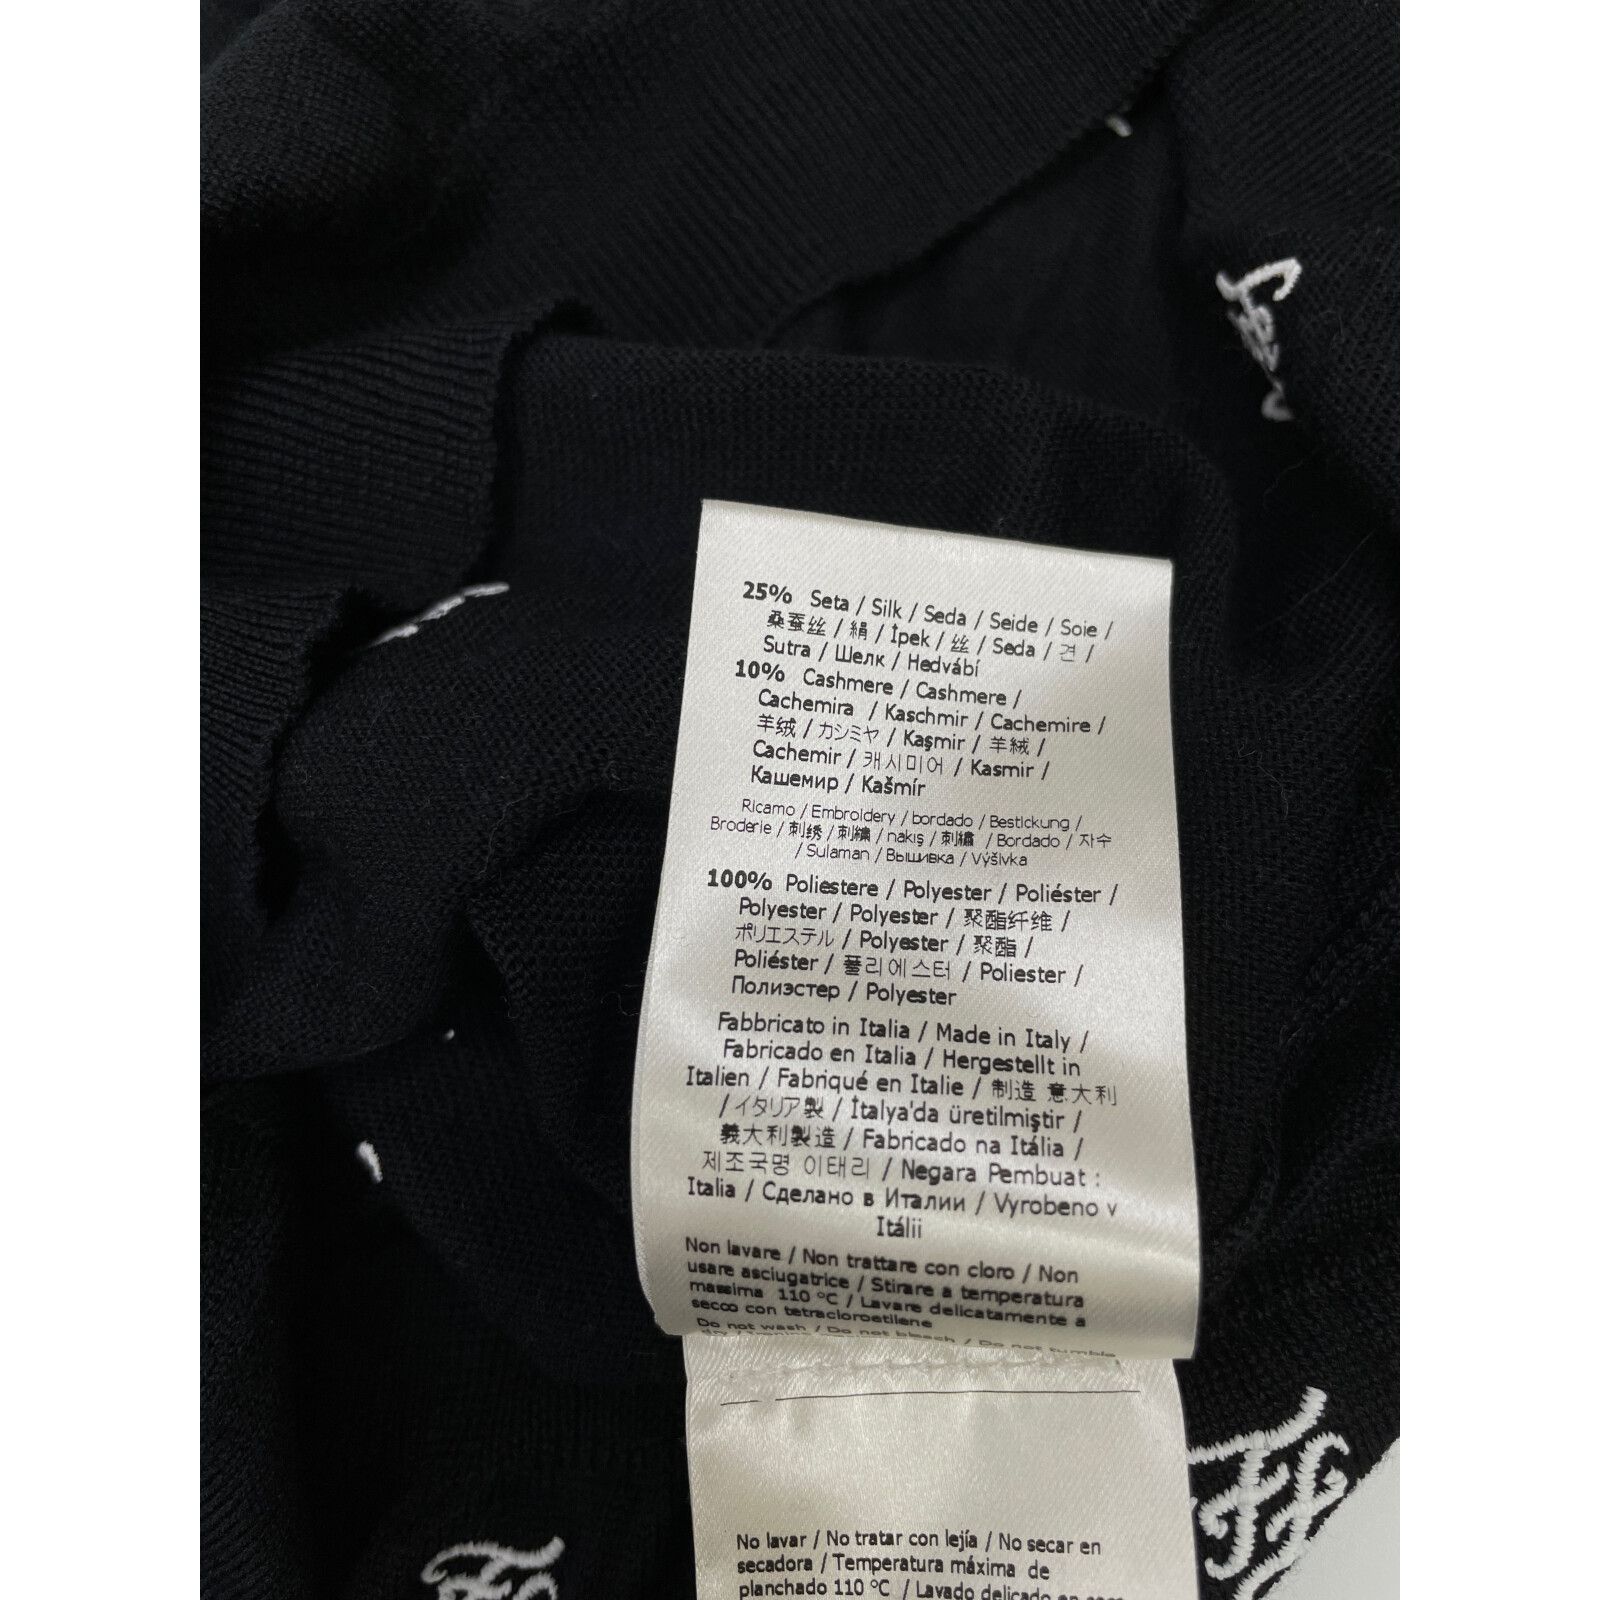 25% Seta / Silk / Seda / Seide / Soie /
桑蚕丝 / 絹 / İpek / 丝 / Seda / 견 /
Sutra / Шелк / Hedvábí
10% Cashmere / Cashmere /
Cachemira / Kaschmir / Cachemire /
羊绒 / カシミヤ / Kaşmir / 羊絨 /
Cachemir / 캐시미어 / Kasmir /
Кашемир / Kašmír
Ricamo / Embroidery / bordado / Bestickung /
Broderie / 刺绣 / 刺繍 / nakış / 刺繡 / Bordado / 자수
/ Sulaman / Вышивка / Výšivka
100% Poliestere / Polyester / Poliéster /
Polyester / Polyester / 聚酯纤维 /
ポリエステル / Polyester / 聚酯 /
Poliéster / 폴리에스터 / Poliester /
Полиэстер / Polyester
Fabbricato in Italia / Made in Italy /
Fabricado en Italia / Hergestellt in
Italien / Fabriqué en Italie / 制造 意大利
/ イタリア製 / İtalya'da üretilmiştir /
義大利製造 / Fabricado na Itália /
제조국명 이태리 / Negara Pembuat :
Italia / Сделано в Италии / Vyrobeno v
Itálii
Non lavare / Non trattare con cloro / Non
usare asciugatrice / Stirare a temperatura
massima 110 °C / Lavare delicatamente a
secco con tetracloroetilene
Do not wash / Do not bleach / Do not tumble
No lavar / No tratar con lejía / No secar en
secadora / Temperatura máxima de
planchado 110 °C / Lavado delicado en